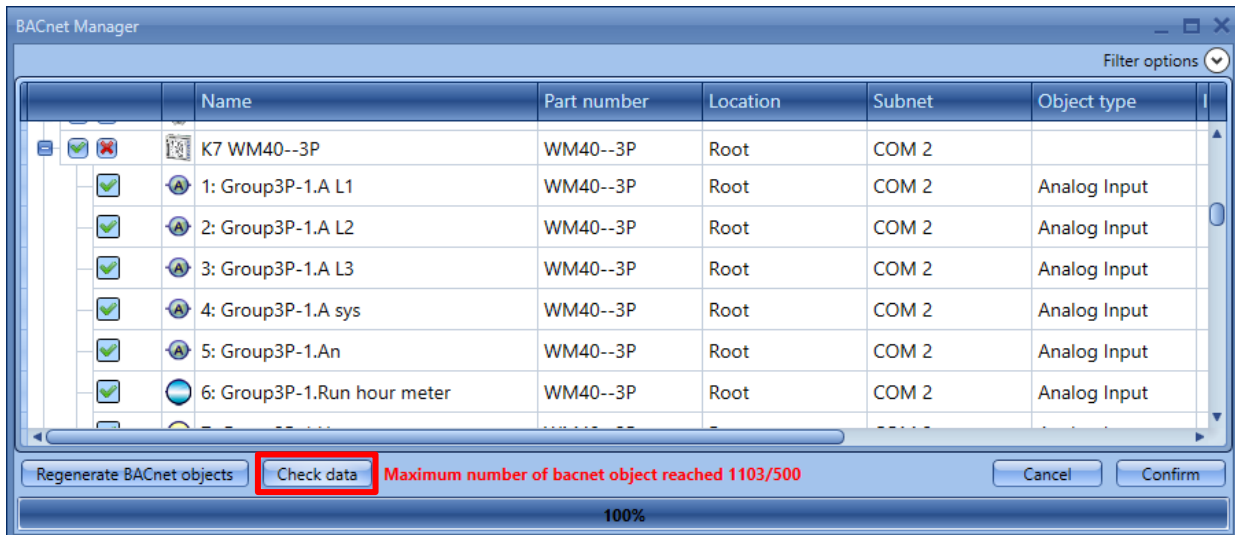 BACnet Manager
Filter options
Name Part number Location Subnet Object type
K7 WM40--3P WM40--3P Root COM 2
1: Group3P-1.A L1 WM40--3P Root COM 2 Analog Input
2: Group3P-1.A L2 WM40--3P Root COM 2 Analog Input
3: Group3P-1.A L3 WM40--3P Root COM 2 Analog Input
4: Group3P-1.A sys WM40--3P Root COM 2 Analog Input
5: Group3P-1.An WM40--3P Root COM 2 Analog Input
6: Group3P-1.Run hour meter WM40--3P Root COM 2 Analog Input
Regenerate BACnet objects Check data Maximum number of bacnet object reached 1103/500 Cancel Confirm
100%